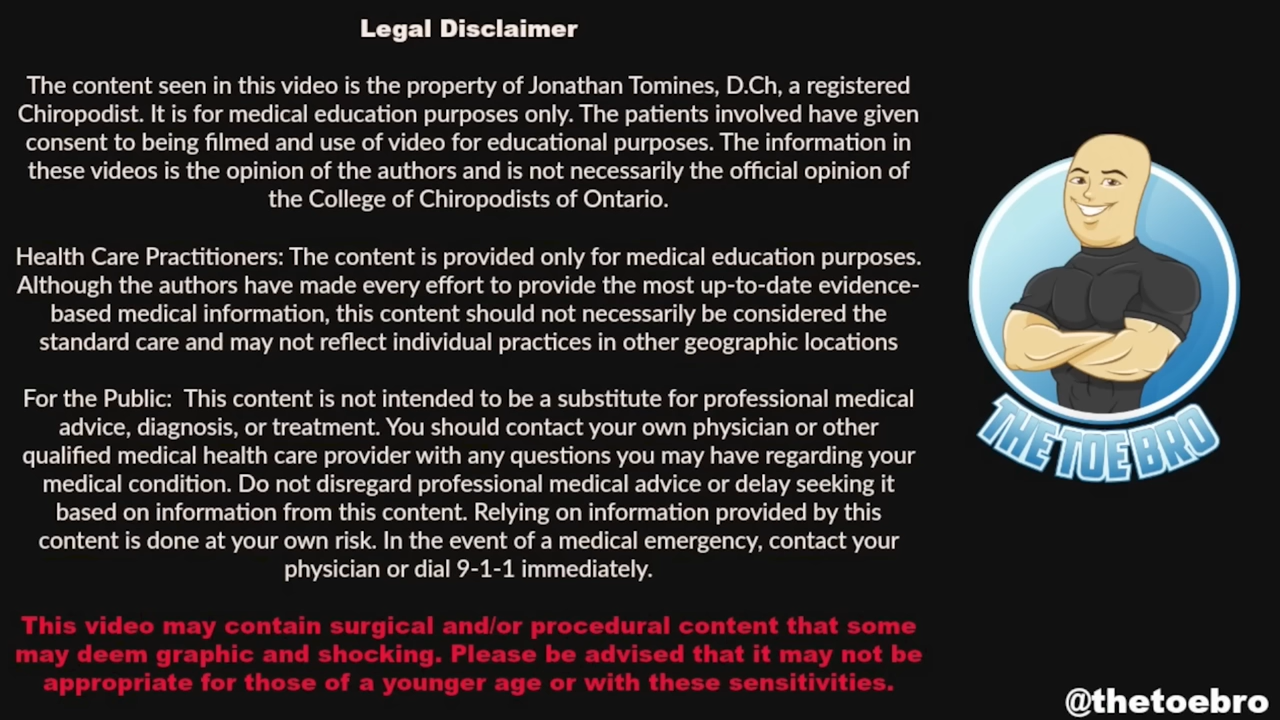 Legal Disclaimer
The content seen in this video is the property of Jonathan Tomines, D.Ch, a registered
Chiropodist. It is for medical education purposes only. The patients involved have given
consent to being filmed and use of video for educational purposes. The information in
these videos is the opinion of the authors and is not necessarily the official opinion of
the College of Chiropodists of Ontario.
Health Care Practitioners: The content is provided only for medical education purposes.
Although the authors have made every effort to provide the most up-to-date evidence-
based medical information, this content should not necessarily be considered the
standard care and may not reflect individual practices in other geographic locations
For the Public:  This content is not intended to be a substitute for professional medical
advice, diagnosis, or treatment. You should contact your own physician or other
qualified medical health care provider with any questions you may have regarding your
medical condition. Do not disregard professional medical advice or delay seeking it
based on information from this content. Relying on information provided by this
content is done at your own risk. In the event of a medical emergency, contact your
physician or dial 9-1-1 immediately.
This video may contain surgical and/or procedural content that some
may deem graphic and shocking. Please be advised that it may not be
appropriate for those of a younger age or with these sensitivities.
THE TOE BRO
@thetoebro